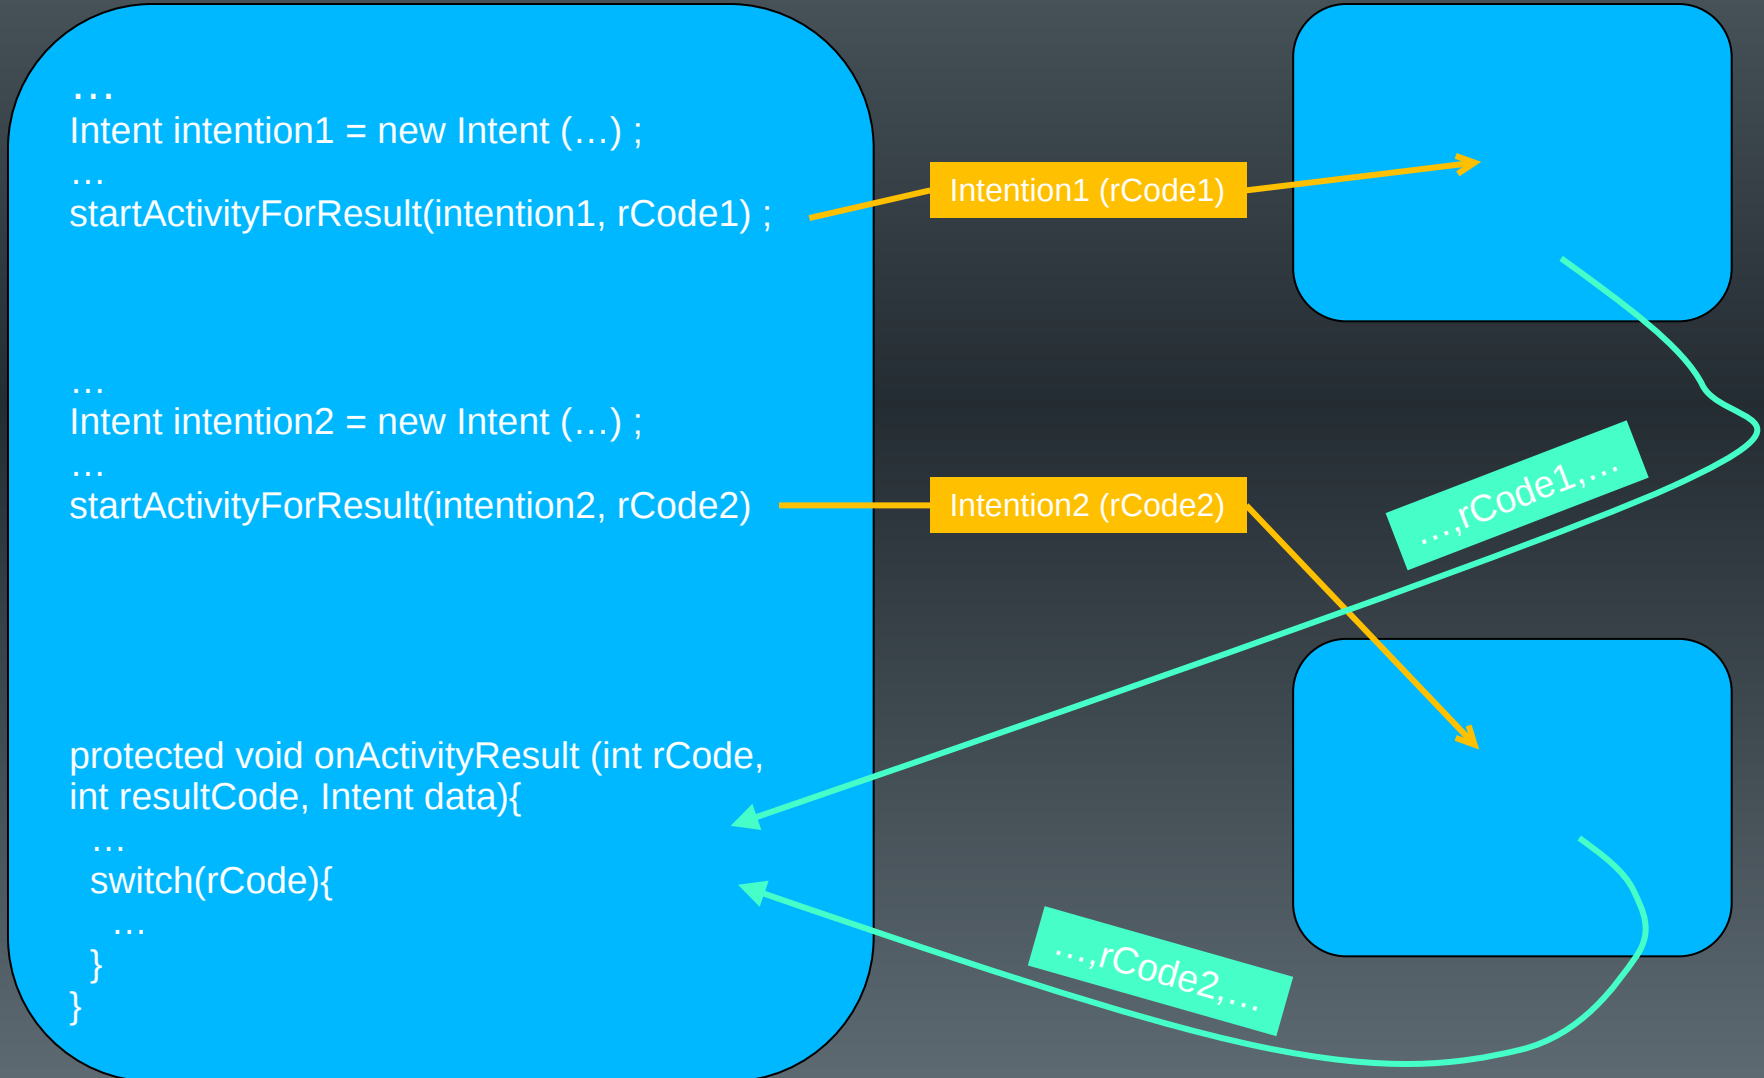 …
Intent intention1 = new Intent (…) ;
…
startActivityForResult(intention1, rCode1) ;
Intention1 (rCode1)
…
Intent intention2 = new Intent (…) ;
…
startActivityForResult(intention2, rCode2)
Intention2 (rCode2)
…,rCode1,…
protected void onActivityResult (int rCode,
int resultCode, Intent data){
…
switch(rCode){
…
}
}
…,rCode2,…